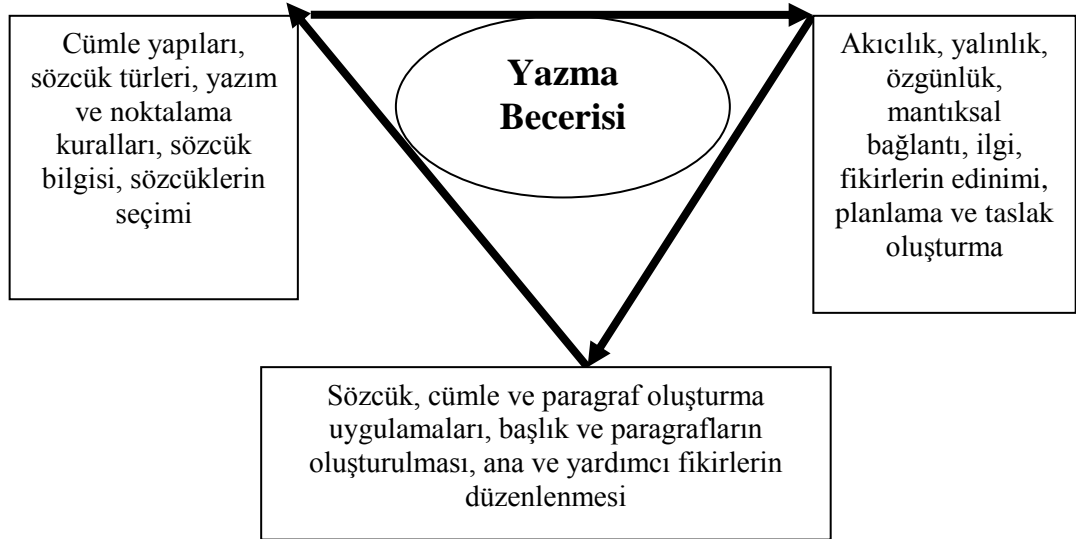 Cümle yapıları,
sözcük türleri, yazım
ve noktalama
kuralları, sözcük
bilgisi, sözcüklerin
seçimi
Yazma
Becerisi
Akıcılık, yalınlık,
özgünlük,
mantıksal
bağlantı, ilgi,
fikirlerin edinimi,
planlama ve taslak
oluşturma
Sözcük, cümle ve paragraf oluşturma
uygulamaları, başlık ve paragrafların
oluşturulması, ana ve yardımcı fikirlerin
düzenlenmesi